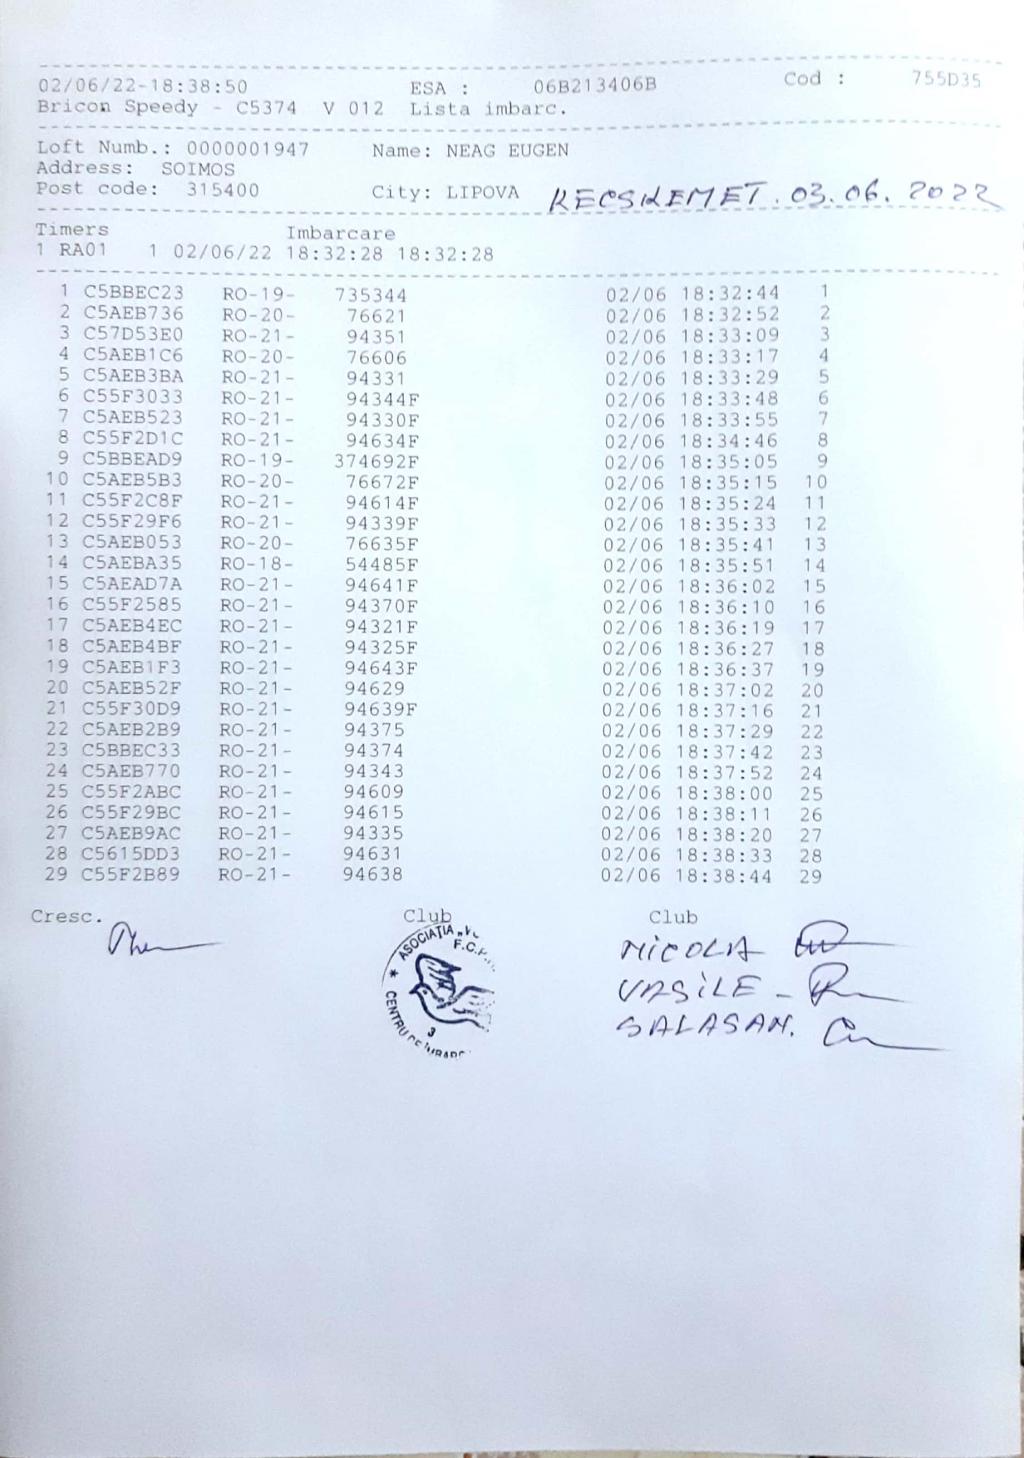 02/06/22-18:38:50 ESA : 06B213406B Cod : 755D35
Bricon Speedy - C5374 V 012 Lista imbarc.
Loft Numb.: 0000001947 Name: NEAG EUGEN
Address: SOIMOS
Post code: 315400 City: LIPOVA KECSKEMET. 03.06.2022
Timers Imbarcare
1 RA01 1 02/06/22 18:32:28 18:32:28
1 C5BBEC23 RO-19- 735344 02/06 18:32:44 1
2 C5AEB736 RO-20- 76621 02/06 18:32:52 2
3 C57D53E0 RO-21- 94351 02/06 18:33:09 3
4 C5AEB1C6 RO-20- 76606 02/06 18:33:17 4
5 C5AEB3BA RO-21- 94331 02/06 18:33:29 5
6 C55F3033 RO-21- 94344F 02/06 18:33:48 6
7 C5AEB523 RO-21- 94330F 02/06 18:33:55 7
8 C55F2D1C RO-21- 94634F 02/06 18:34:46 8
9 C5BBEAD9 RO-19- 374692F 02/06 18:35:05 9
10 C5AEB5B3 RO-20- 76672F 02/06 18:35:15 10
11 C55F2C8F RO-21- 94614F 02/06 18:35:24 11
12 C55F29F6 RO-21- 94339F 02/06 18:35:33 12
13 C5AEB053 RO-20- 76635F 02/06 18:35:41 13
14 C5AEBA35 RO-18- 54485F 02/06 18:35:51 14
15 C5AEAD7A RO-21- 94641F 02/06 18:36:02 15
16 C55F2585 RO-21- 94370F 02/06 18:36:10 16
17 C5AEB4EC RO-21- 94321F 02/06 18:36:19 17
18 C5AEB4BF RO-21- 94325F 02/06 18:36:27 18
19 C5AEB1F3 RO-21- 94643F 02/06 18:36:37 19
20 C5AEB52F RO-21- 94629 02/06 18:37:02 20
21 C55F30D9 RO-21- 94639F 02/06 18:37:16 21
22 C5AEB2B9 RO-21- 94375 02/06 18:37:29 22
23 C5BBEC33 RO-21- 94374 02/06 18:37:42 23
24 C5AEB770 RO-21- 94343 02/06 18:37:52 24
25 C55F2ABC RO-21- 94609 02/06 18:38:00 25
26 C55F29BC RO-21- 94615 02/06 18:38:11 26
27 C5AEB9AC RO-21- 94335 02/06 18:38:20 27
28 C5615DD3 RO-21- 94631 02/06 18:38:33 28
29 C55F2B89 RO-21- 94638 02/06 18:38:44 29
Cresc. Club Club
ASOCIAȚIA
F.C.P.
CENTRU DE
3
NICOLA
VASILE -
SALASAN.